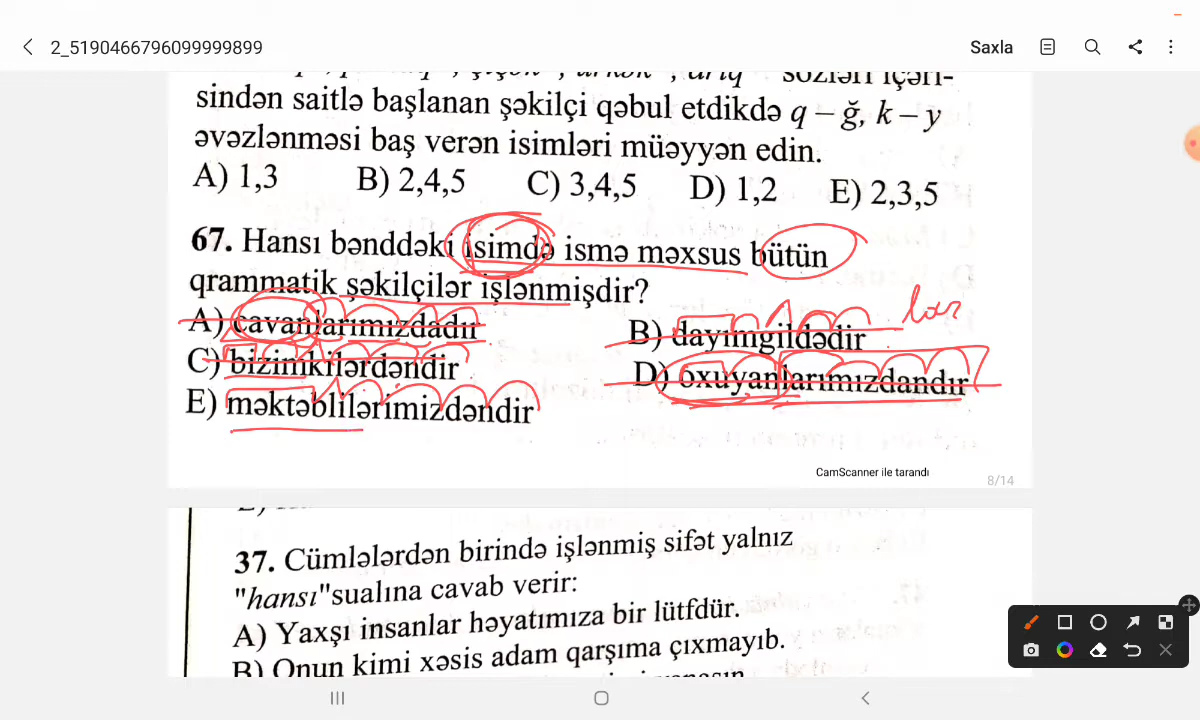 2_5190466796099999899
Saxla
sözləri içəri-
sindən saitlə başlanan şəkilçi qəbul etdikdə q – ğ, k – y
əvəzlənməsi baş verən isimləri müəyyən edin.
A) 1,3 B) 2,4,5 C) 3,4,5 D) 1,2 E) 2,3,5
67. Hansı bənddəki isimdə ismə məxsus bütün
qrammatik şəkilçilər işlənmişdir?
lar
A) cavanlarımızdadır B) dayımgildədir
C) bizimkilərdəndir D) oxuyanlarımızdandır
E) məktəblilərimizdəndir
CamScanner ile tarandı
8/14
37. Cümlələrdən birində işlənmiş sifət yalnız
"hansı"sualına cavab verir:
A) Yaxşı insanlar həyatımıza bir lütfdür.
B) Onun kimi xəsis adam qarşıma çıxmayıb.